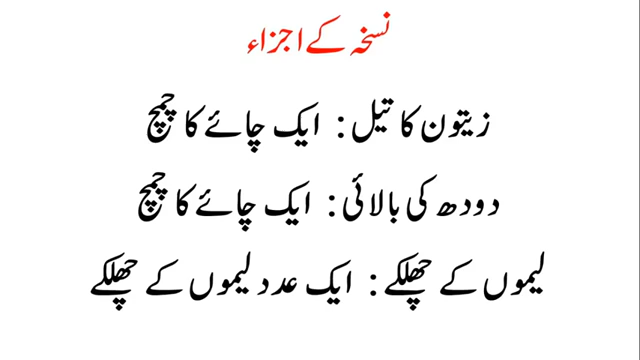 نسخہ کے اجزاء
زیتون کا تیل : ایک چائے کا چمچ
دودھ کی بالائی : ایک چائے کا چمچ
لیموں کے چھلکے : ایک عدد لیموں کے چھلکے